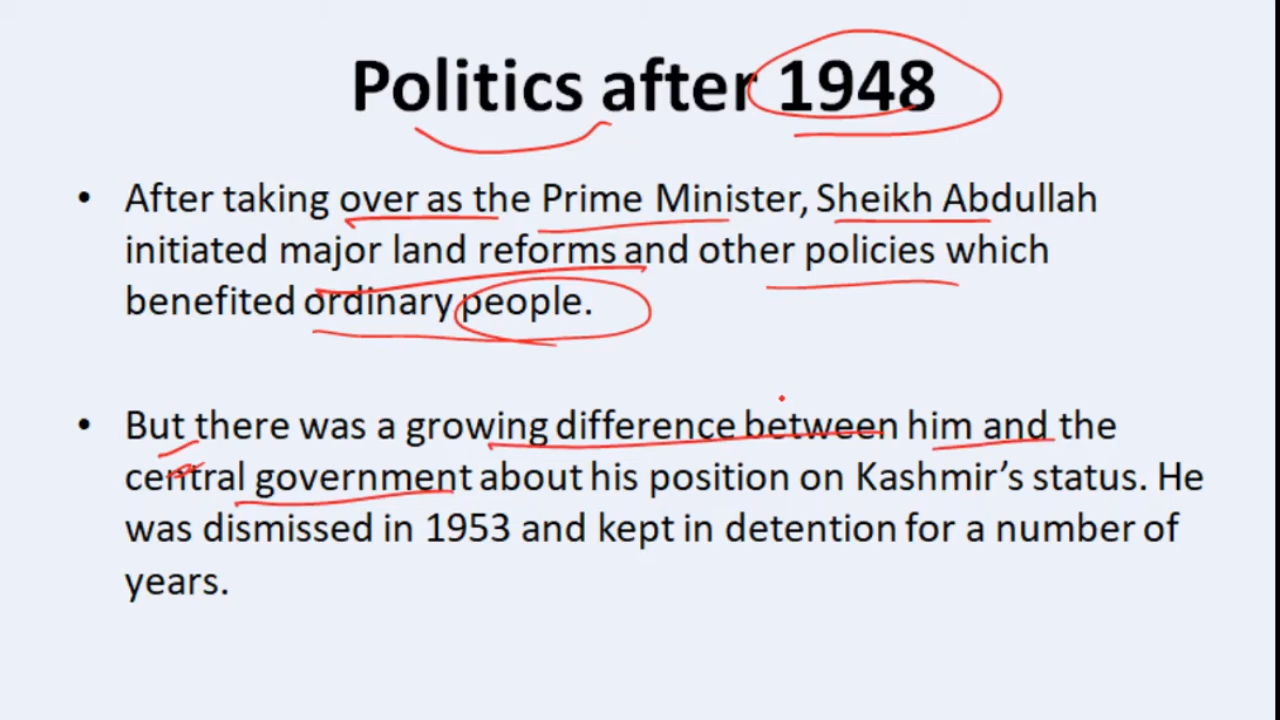 Politics after 1948
• After taking over as the Prime Minister, Sheikh Abdullah
initiated major land reforms and other policies which
benefited ordinary people.
• But there was a growing difference between him and the
central government about his position on Kashmir’s status. He
was dismissed in 1953 and kept in detention for a number of
years.